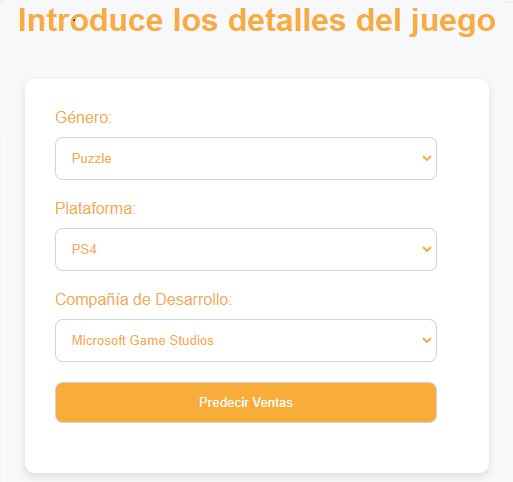 Introduce los detalles del juego
Género:
Puzzle
Plataforma:
PS4
Compañía de Desarrollo:
Microsoft Game Studios
Predecir Ventas